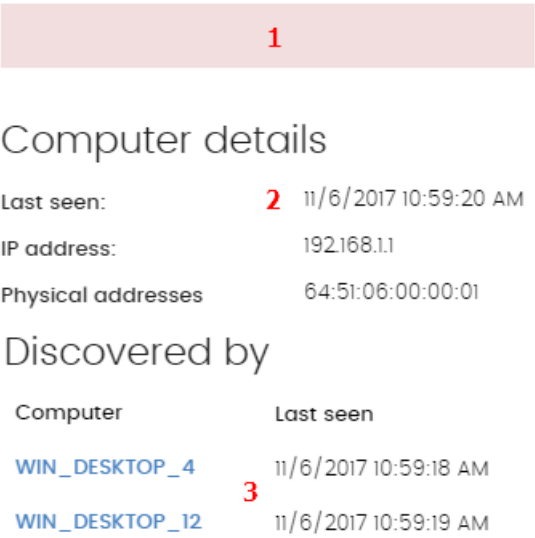 1
Computer details
Last seen: 2 11/6/2017 10:59:20 AM
IP address: 192.168.1.1
Physical addresses 64:51:06:00:00:01
Discovered by
Computer Last seen
WIN_DESKTOP_4 11/6/2017 10:59:18 AM
3
WIN_DESKTOP_12 11/6/2017 10:59:19 AM